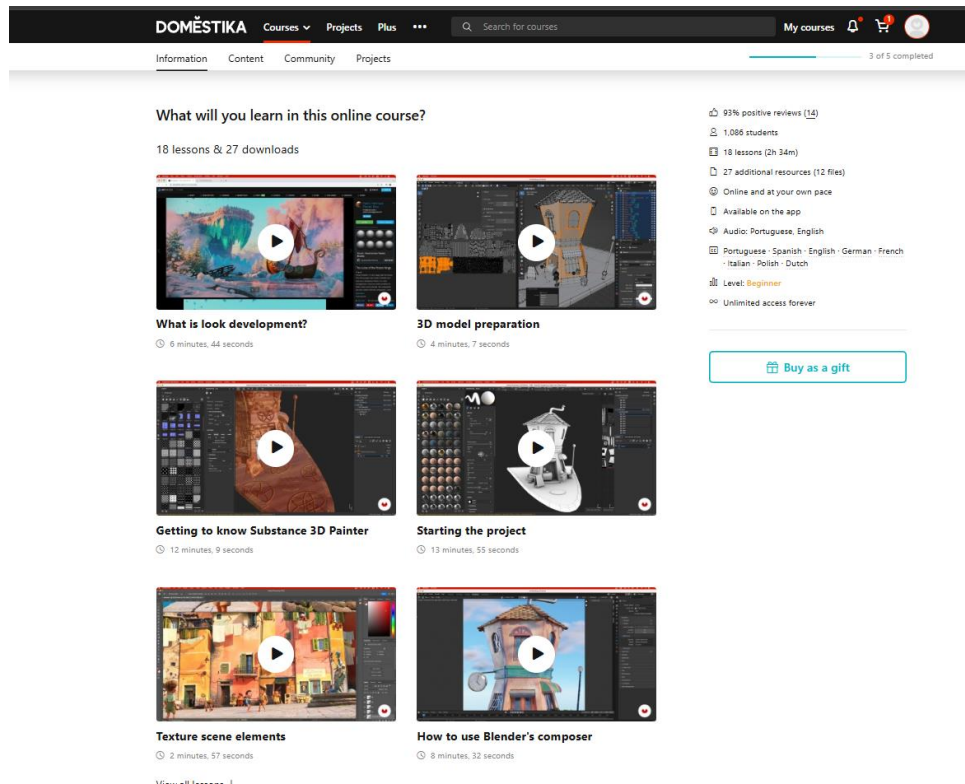 DOMĚSTIKA Courses Projects Plus ••• Search for courses My courses 1
Information Content Community Projects 3 of 5 completed
What will you learn in this online course?
18 lessons & 27 downloads
What is look development?
6 minutes, 44 seconds
3D model preparation
4 minutes, 7 seconds
Getting to know Substance 3D Painter
12 minutes, 9 seconds
Starting the project
13 minutes, 55 seconds
Texture scene elements
2 minutes, 57 seconds
How to use Blender's composer
8 minutes, 32 seconds
View all lessons
93% positive reviews (14)
1,086 students
18 lessons (2h 34m)
27 additional resources (12 files)
Online and at your own pace
Available on the app
Audio: Portuguese, English
Portuguese · Spanish · English · German · French
· Italian · Polish · Dutch
Level: Beginner
Unlimited access forever
Buy as a gift